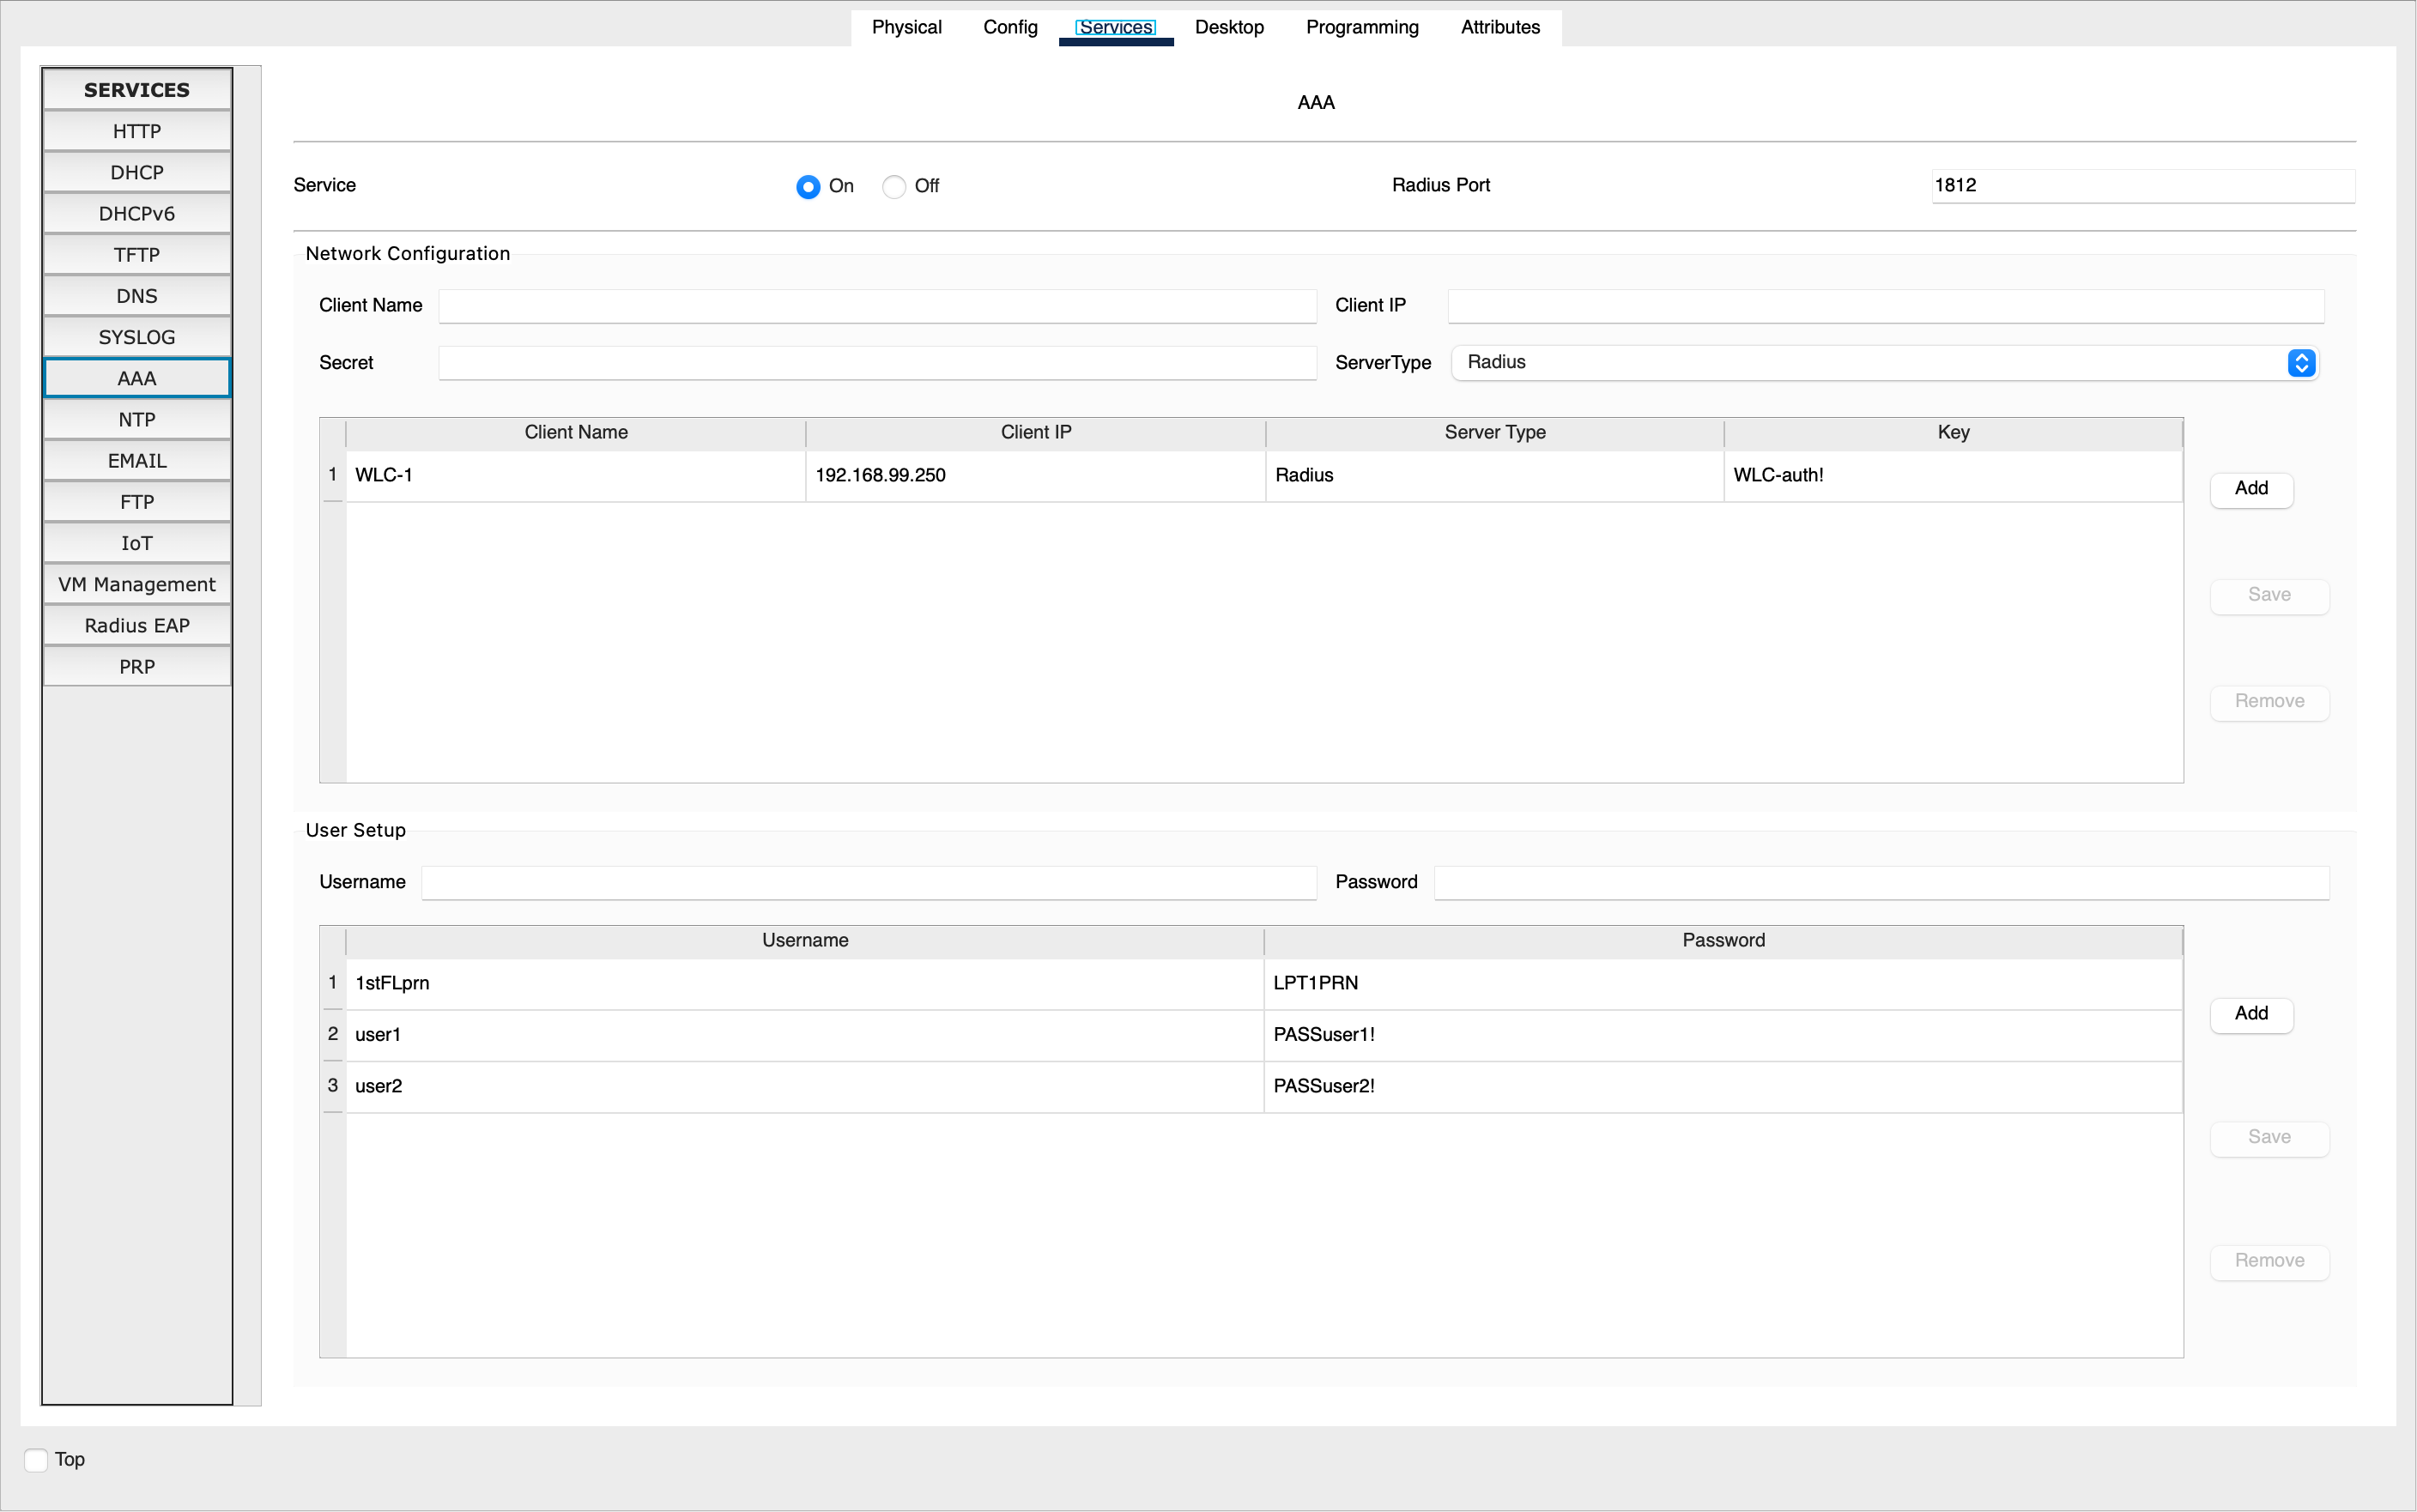 Physical Config Services Desktop Programming Attributes
SERVICES
HTTP
DHCP
DHCPv6
TFTP
DNS
SYSLOG
AAA
NTP
EMAIL
FTP
IoT
VM Management
Radius EAP
PRP
AAA
Service On Off Radius Port 1812
Network Configuration
Client Name Client IP
Secret ServerType Radius
Client Name Client IP Server Type Key
1 WLC-1 192.168.99.250 Radius WLC-auth!
Add
Save
Remove
User Setup
Username Password
Username Password
1 1stFLprn LPT1PRN
2 user1 PASSuser1!
3 user2 PASSuser2!
Add
Save
Remove
Top